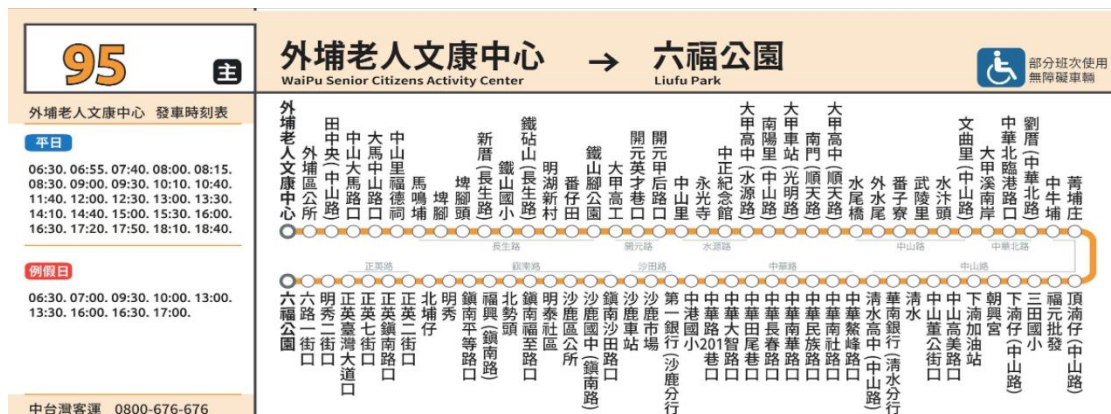 95 主
外埔老人文康中心 → 六福公園
WaiPu Senior Citizens Activity Center
Liufu Park
部分班次使用
無障礙車輛
外埔老人文康中心 發車時刻表
平日
06:30. 06:55. 07:40. 08:00. 08:15.
08:30. 09:00. 09:30. 10:10. 10:40.
11:40. 12:00. 12:30. 13:00. 13:30.
14:10. 14:40. 15:00. 15:30. 16:00.
16:30. 17:20. 17:50. 18:10. 18:40.
例假日
06:30. 07:00. 09:30. 10:00. 13:00.
13:30. 16:00. 16:30. 17:00.
中台灣客運 0800-676-676
外埔老人文康中心
外埔區公所
田中央(中山路)
中山大馬路口
大馬中山路口
中山里福德祠
馬鳴埔
埤腳
埤腳頭
新厝(長生路)
鐵山國小
鐵砧山(長生路)
明湖新村
番仔田
鐵山腳公園
大甲高工
開元英才巷口
開元甲后路口
中山里
永光寺
中正紀念館
大甲高中(水源路)
南陽里(中山路)
大甲車站(光明路)
南門(順天路)
大甲高中(順天路)
水尾橋
外水尾
番子寮
武陵里
水汴頭
文曲里(中山路)
大甲溪南岸
中華北臨港路口
劉厝(中華北路)
中牛埔
菁埔庄
長生路
開元路
水源路
中山路
中華北路
正英路
鎮南路
沙田路
中華路
中山路
六福公園
六路一街口
明秀二街口
正英臺灣大道口
正英七街口
正英鎮南路口
正英二街口
北埔仔
明秀
鎮南平等路口
福興(鎮南路)
北勢頭
鎮南福至路口
明泰社區
沙鹿區公所
沙鹿國中(鎮南路)
鎮南沙田路口
沙鹿車站
沙鹿市場
第一銀行(沙鹿分行)
中港國小
中華路201巷口
中華大智路口
中華田尾巷口
中華長春路口
中華南華路口
中華民族路口
中華南社路口
中華鰲峰路口
清水高中(中山路)
華南銀行(清水分行)
清水
中山董公街口
中山高美路口
下湳加油站
朝興宮
下湳仔(中山路)
三田國小
福元批發
頂湳仔(中山路)